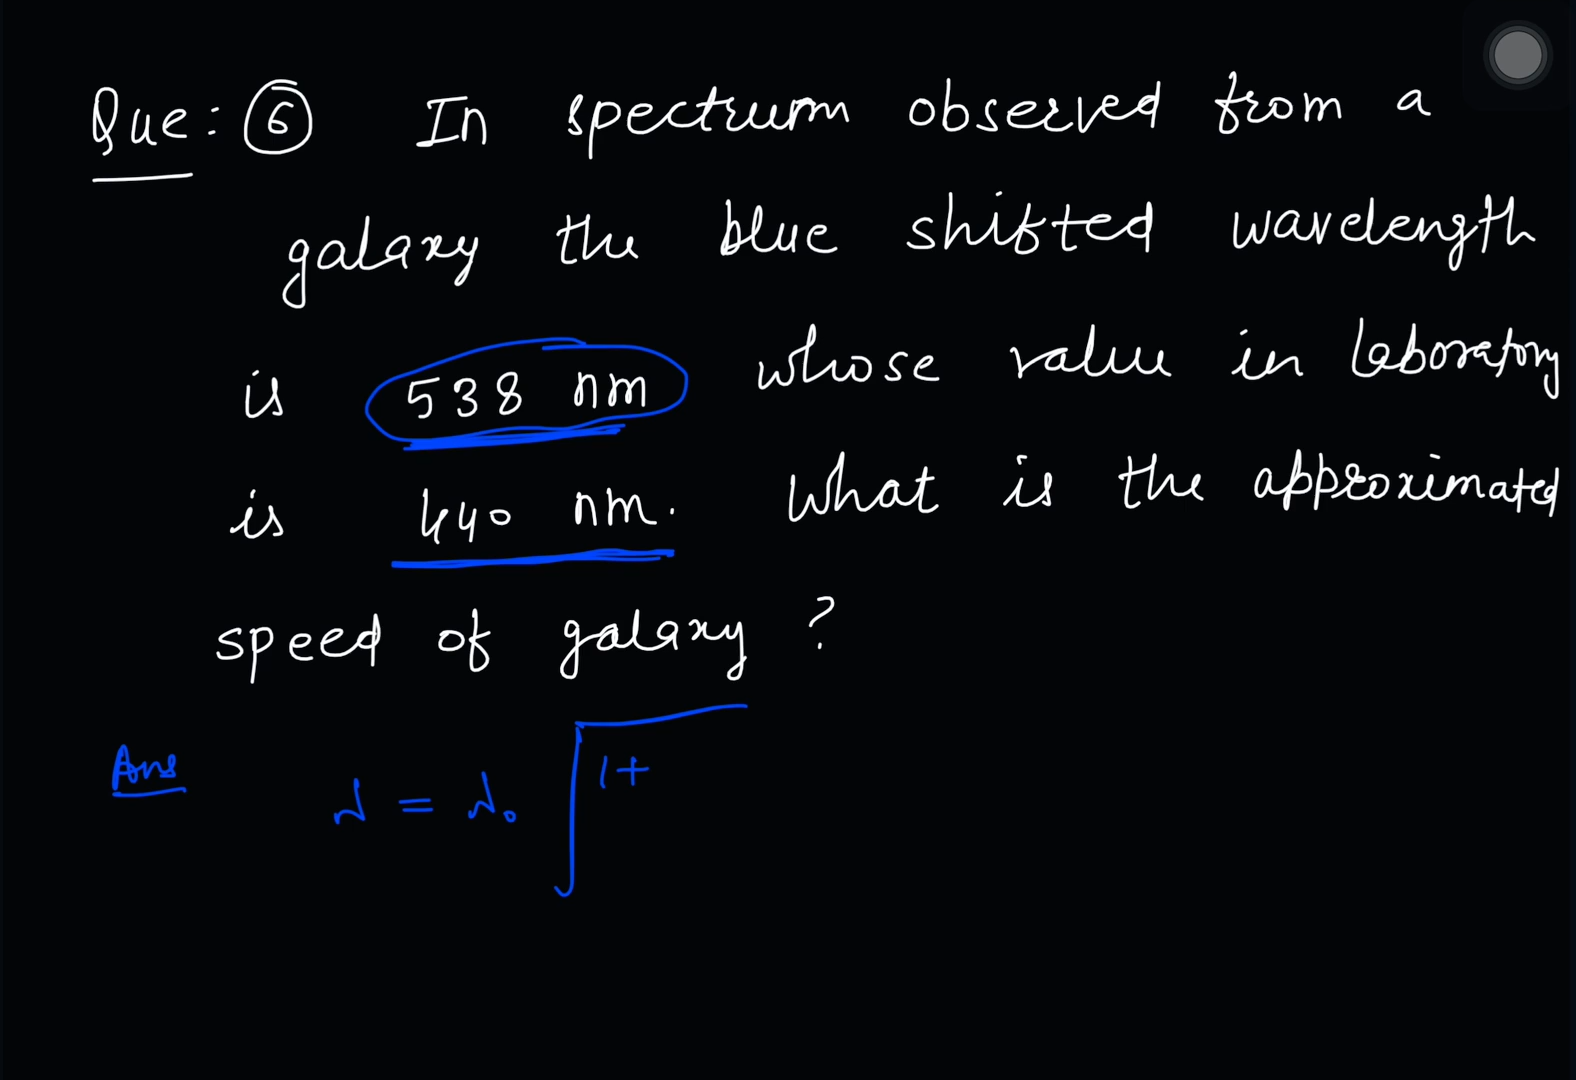 Que: ⑥ In spectrum observed from a
galaxy the blue shifted wavelength
is 538 nm whose value in laboratory
is 440 nm. What is the approximated
speed of galaxy ?
Ans λ = λ₀ √1+